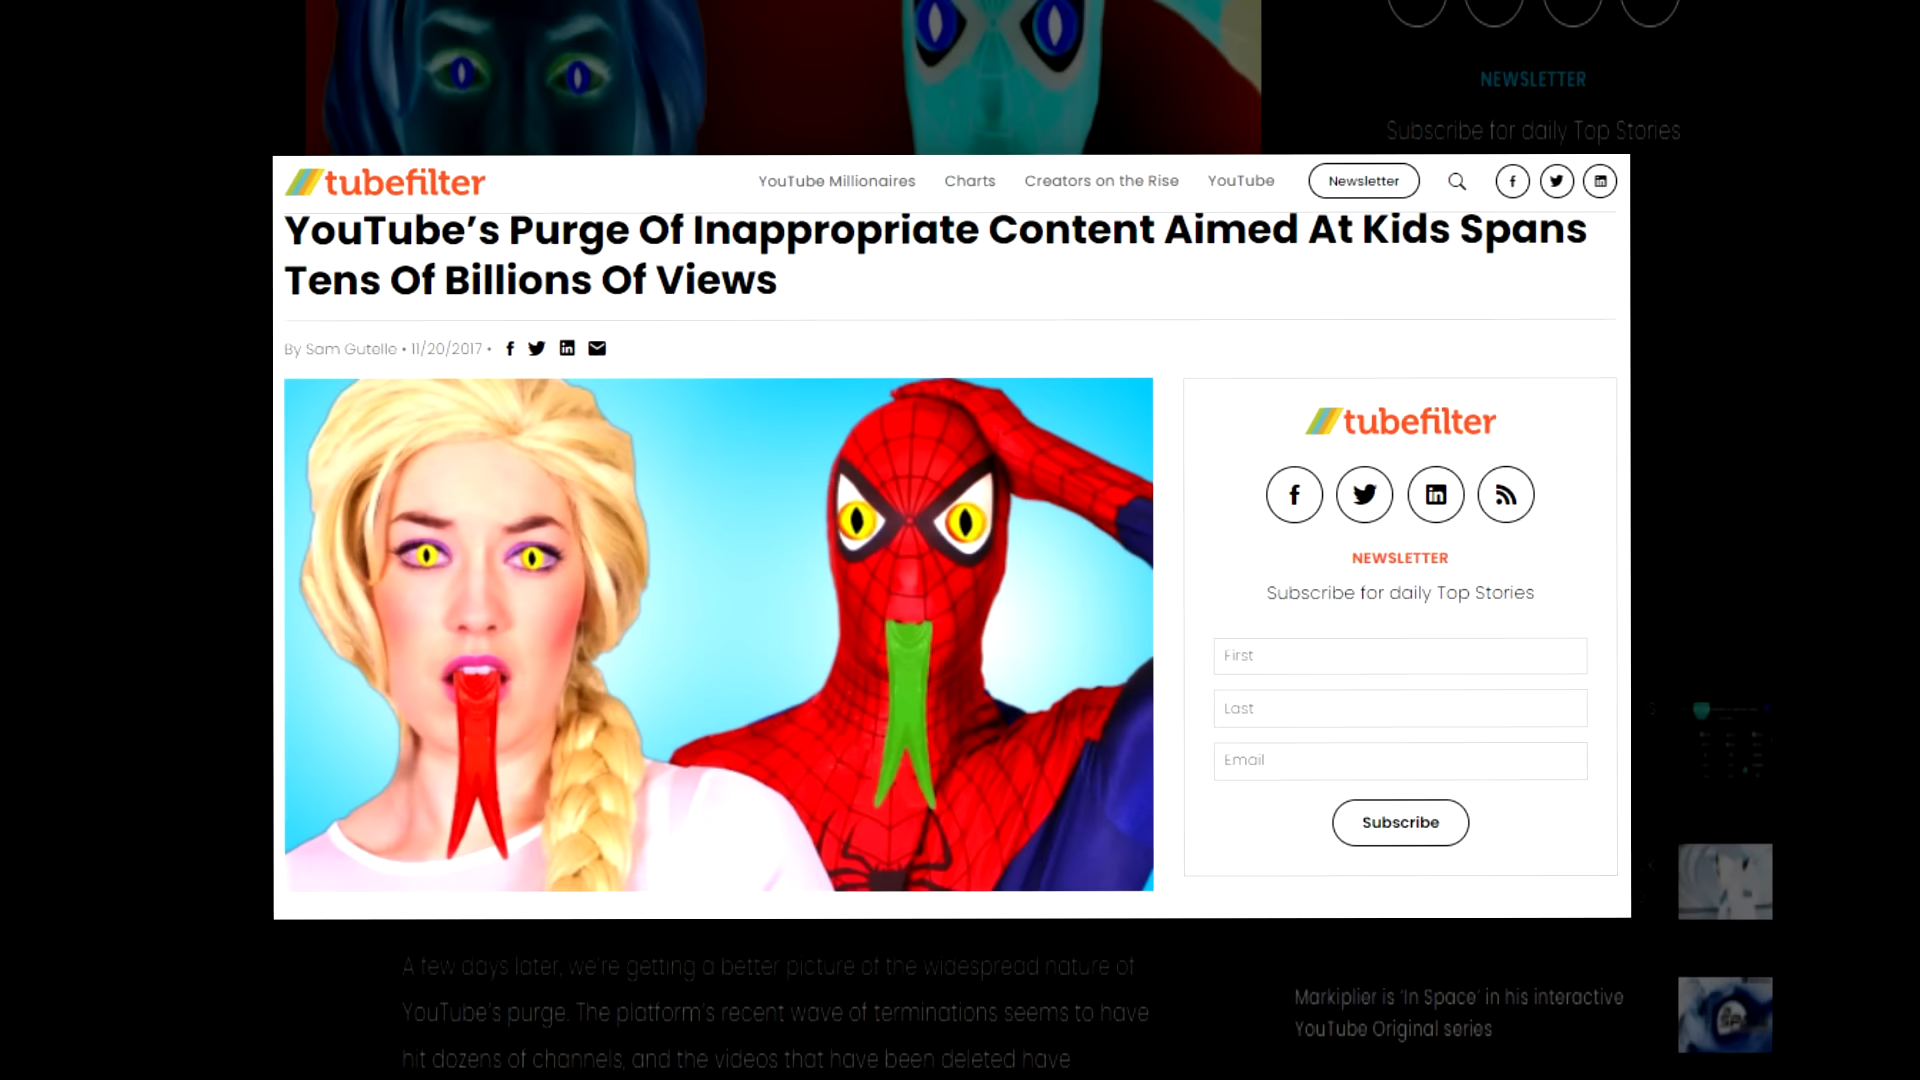 NEWSLETTER
Subscribe for daily Top Stories
tubefilter
YouTube Millionaires
Charts
Creators on the Rise
YouTube
Newsletter
YouTube's Purge Of Inappropriate Content Aimed At Kids Spans
Tens Of Billions Of Views
By Sam Gutelle • 11/20/2017 •
tubefilter
NEWSLETTER
Subscribe for daily Top Stories
First
Last
Email
Subscribe
A few days later, we're getting a better picture of the widespread nature of
YouTube's purge. The platform's recent wave of terminations seems to have
hit dozens of channels, and the videos that have been deleted have
Markiplier is 'In Space' in his interactive
YouTube Original series